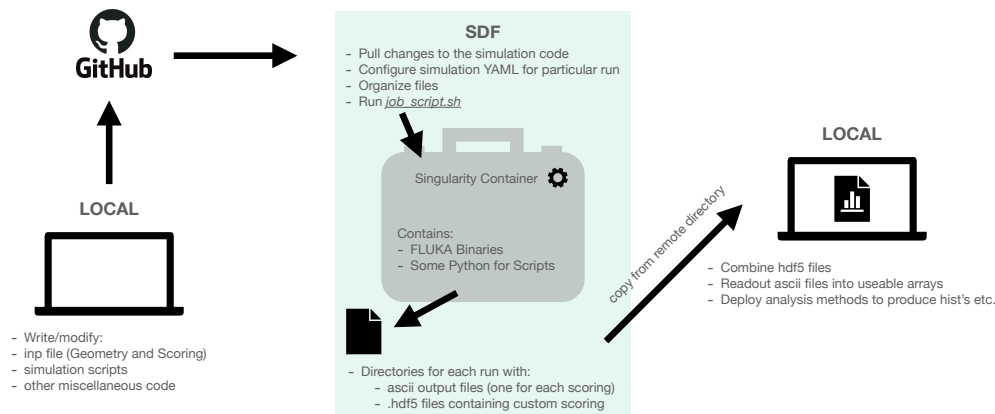 GitHub
LOCAL
- Write/modify:
- inp file (Geometry and Scoring)
- simulation scripts
- other miscellaneous code
SDF
- Pull changes to the simulation code
- Configure simulation YAML for particular run
- Organize files
- Run job_script.sh
Singularity Container
Contains:
- FLUKA Binaries
- Some Python for Scripts
- Directories for each run with:
- ascii output files (one for each scoring)
- .hdf5 files containing custom scoring
copy from remote directory
LOCAL
- Combine hdf5 files
- Readout ascii files into useable arrays
- Deploy analysis methods to produce hist's etc.